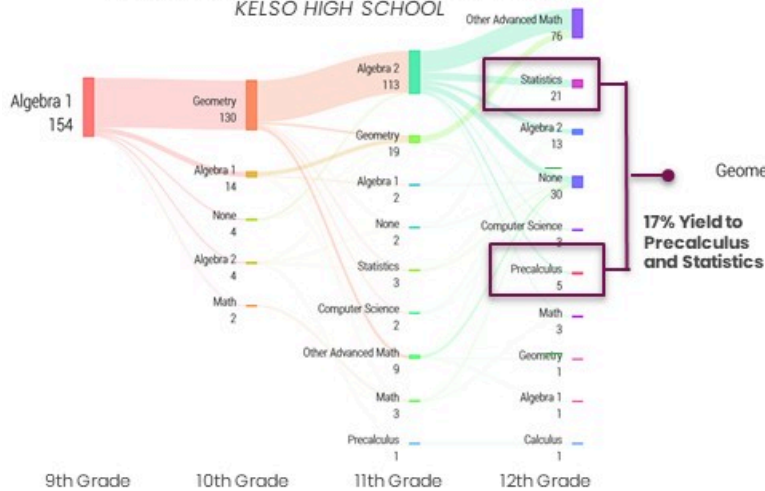 KELSO HIGH SCHOOL
Algebra 1
154
Geometry
130
Algebra 1
14
None
4
Algebra 2
4
Math
2
Algebra 2
113
Geometry
19
Algebra 1
2
None
2
Statistics
3
Computer Science
2
Other Advanced Math
9
Math
3
Precalculus
1
Other Advanced Math
76
Statistics
21
Algebra 2
13
None
30
Computer Science
3
Precalculus
5
Math
3
Geometry
1
Algebra 1
1
Calculus
1
Geome
17% Yield to
Precalculus
and Statistics
9th Grade 10th Grade 11th Grade 12th Grade